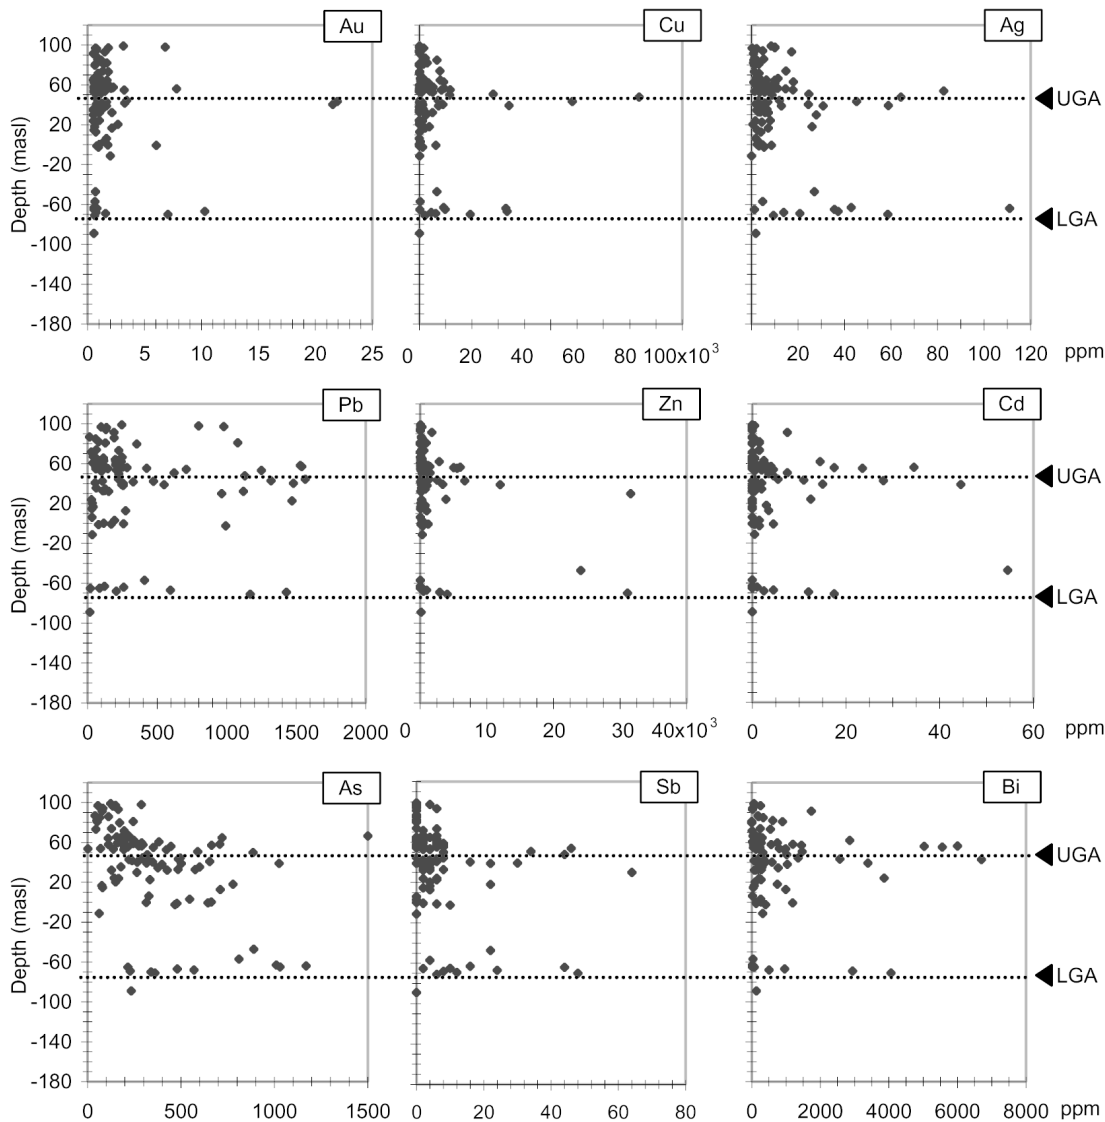 Au Cu Ag
100
60
20
-20
-60
-100
-140
-180
Depth (masl)
UGA
LGA
0 5 10 15 20 25 0 20 40 60 80 100x10³ 20 40 60 80 100 120 ppm
Pb Zn Cd
100
60
20
-20
-60
-100
-140
-180
Depth (masl)
UGA
LGA
0 500 1000 1500 2000 0 10 20 30 40x10³ 0 20 40 60 ppm
As Sb Bi
100
60
20
-20
-60
-100
-140
-180
Depth (masl)
UGA
LGA
0 500 1000 1500 0 20 40 60 80 0 2000 4000 6000 8000 ppm